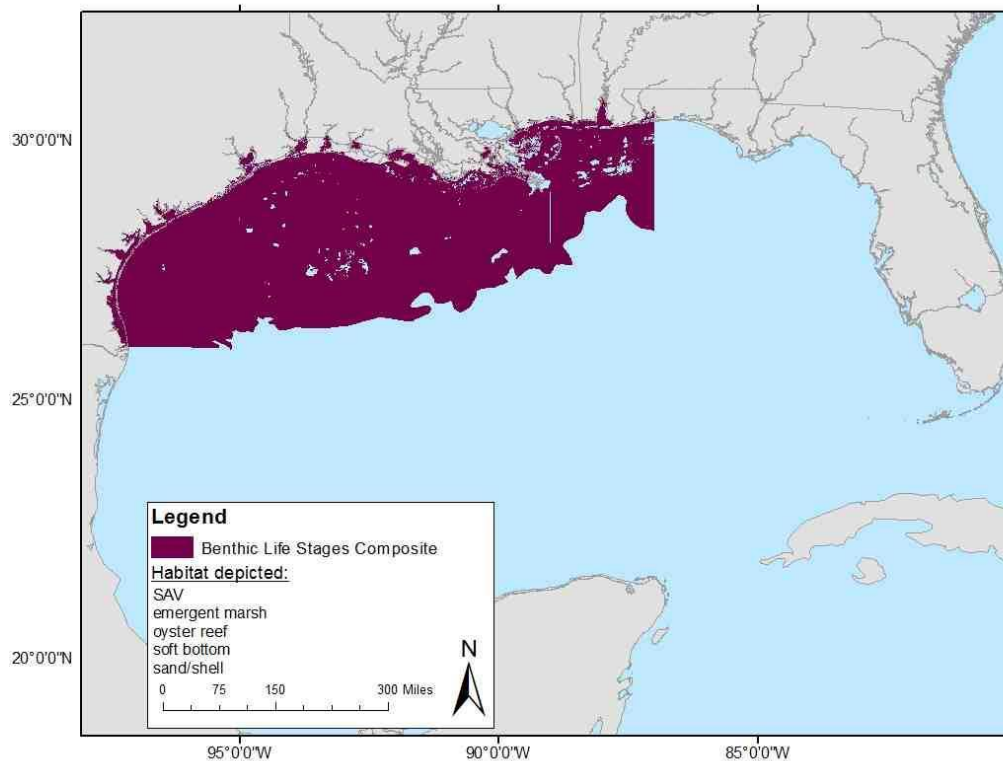 30°0'0"N
25°0'0"N
20°0'0"N
Legend
Benthic Life Stages Composite
Habitat depicted:
SAV
emergent marsh
oyster reef
soft bottom
sand/shell
N
0 75 150 300 Miles
95°0'0"W 90°0'0"W 85°0'0"W